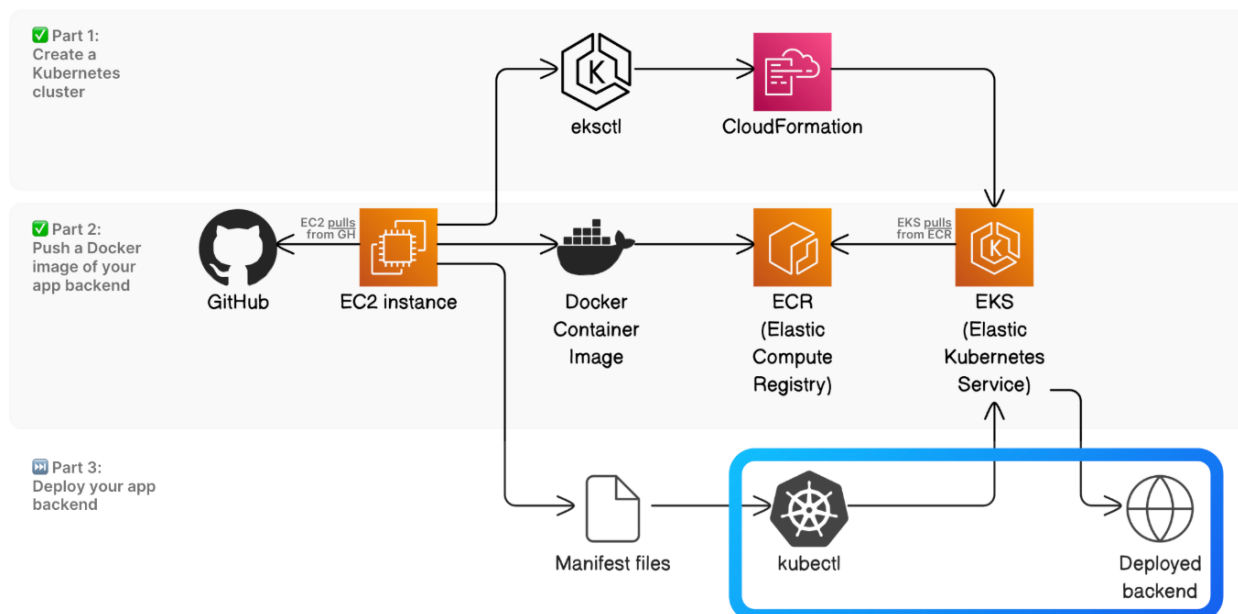 ✅ Part 1:
Create a
Kubernetes
cluster
K
eksctl
CloudFormation
✅ Part 2:
Push a Docker
image of your
app backend
EC2 pulls
from GH
EKS pulls
from ECR
K
GitHub
EC2 instance
Docker
Container
Image
ECR
(Elastic
Compute
Registry)
EKS
(Elastic
Kubernetes
Service)
⏭️ Part 3:
Deploy your app
backend
Manifest files
kubectl
Deployed
backend